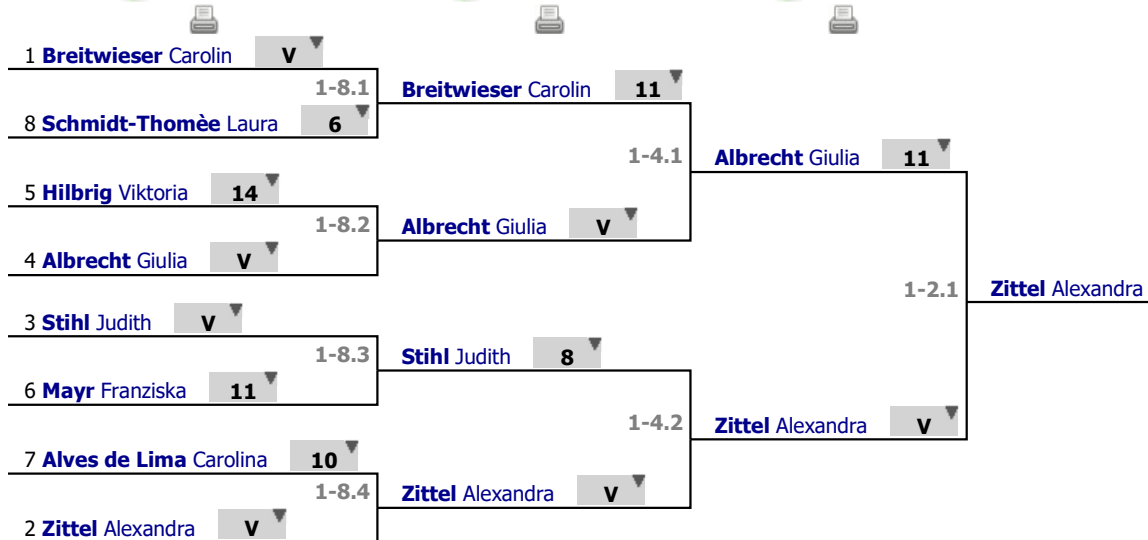 1 Breitwieser Carolin V
1-8.1
8 Schmidt-Thomèe Laura 6
5 Hilbrig Viktoria 14
1-8.2
4 Albrecht Giulia V
3 Stihl Judith V
1-8.3
6 Mayr Franziska 11
7 Alves de Lima Carolina 10
1-8.4
2 Zittel Alexandra V
Breitwieser Carolin 11
1-4.1
Albrecht Giulia V
Stihl Judith 8
1-4.2
Zittel Alexandra V
Albrecht Giulia 11
1-2.1
Zittel Alexandra V
Zittel Alexandra